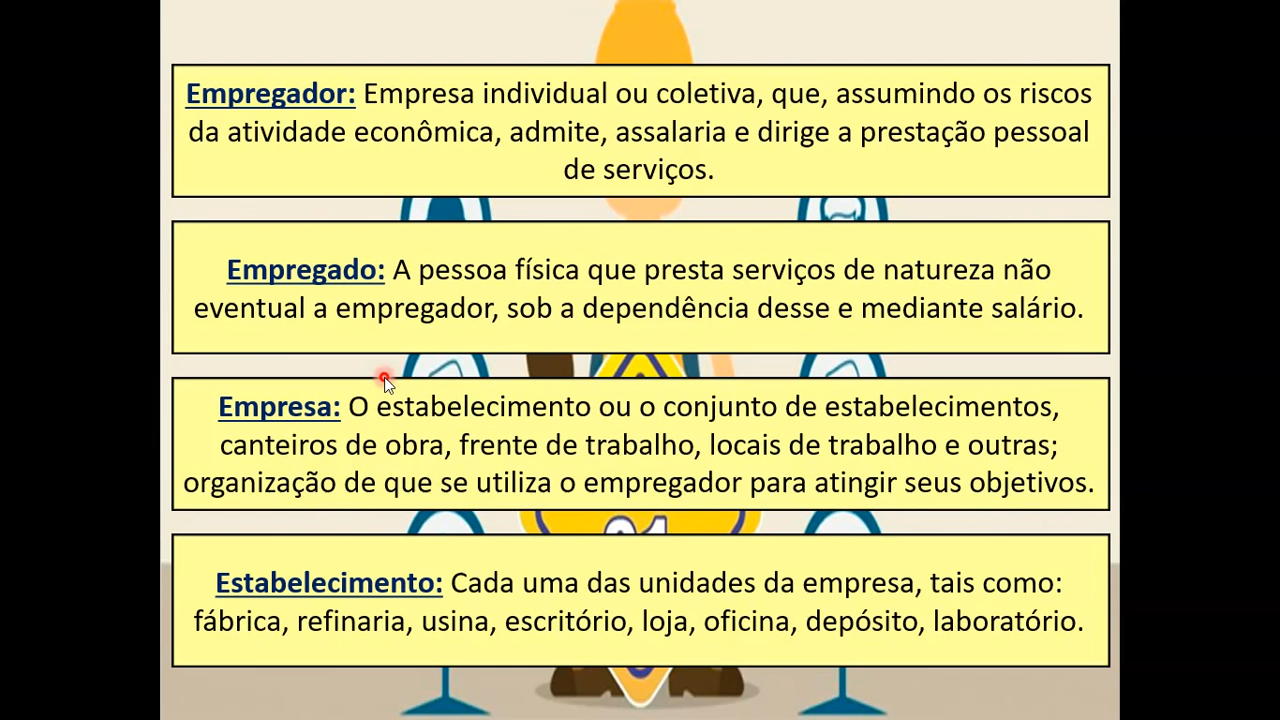 Empregador: Empresa individual ou coletiva, que, assumindo os riscos
da atividade econômica, admite, assalaria e dirige a prestação pessoal
de serviços.
Empregado: A pessoa física que presta serviços de natureza não
eventual a empregador, sob a dependência desse e mediante salário.
Empresa: O estabelecimento ou o conjunto de estabelecimentos,
canteiros de obra, frente de trabalho, locais de trabalho e outras;
organização de que se utiliza o empregador para atingir seus objetivos.
Estabelecimento: Cada uma das unidades da empresa, tais como:
fábrica, refinaria, usina, escritório, loja, oficina, depósito, laboratório.